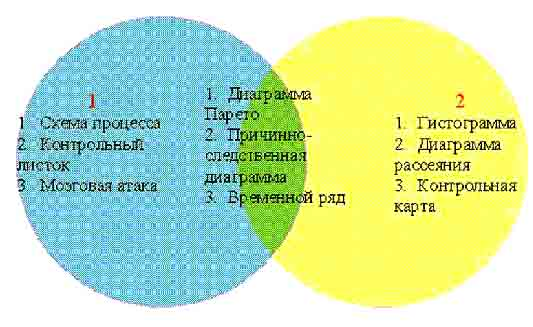 1
1 Схема процесса
2. Контрольный
листок
3 Мозговая атака
1. Диаграмма
Парето
2. Причинно-
следственная
диаграмма
3. Временной ряд
2
1. Гистограмма
2. Диаграмма
рассеяния
3. Контрольная
карта